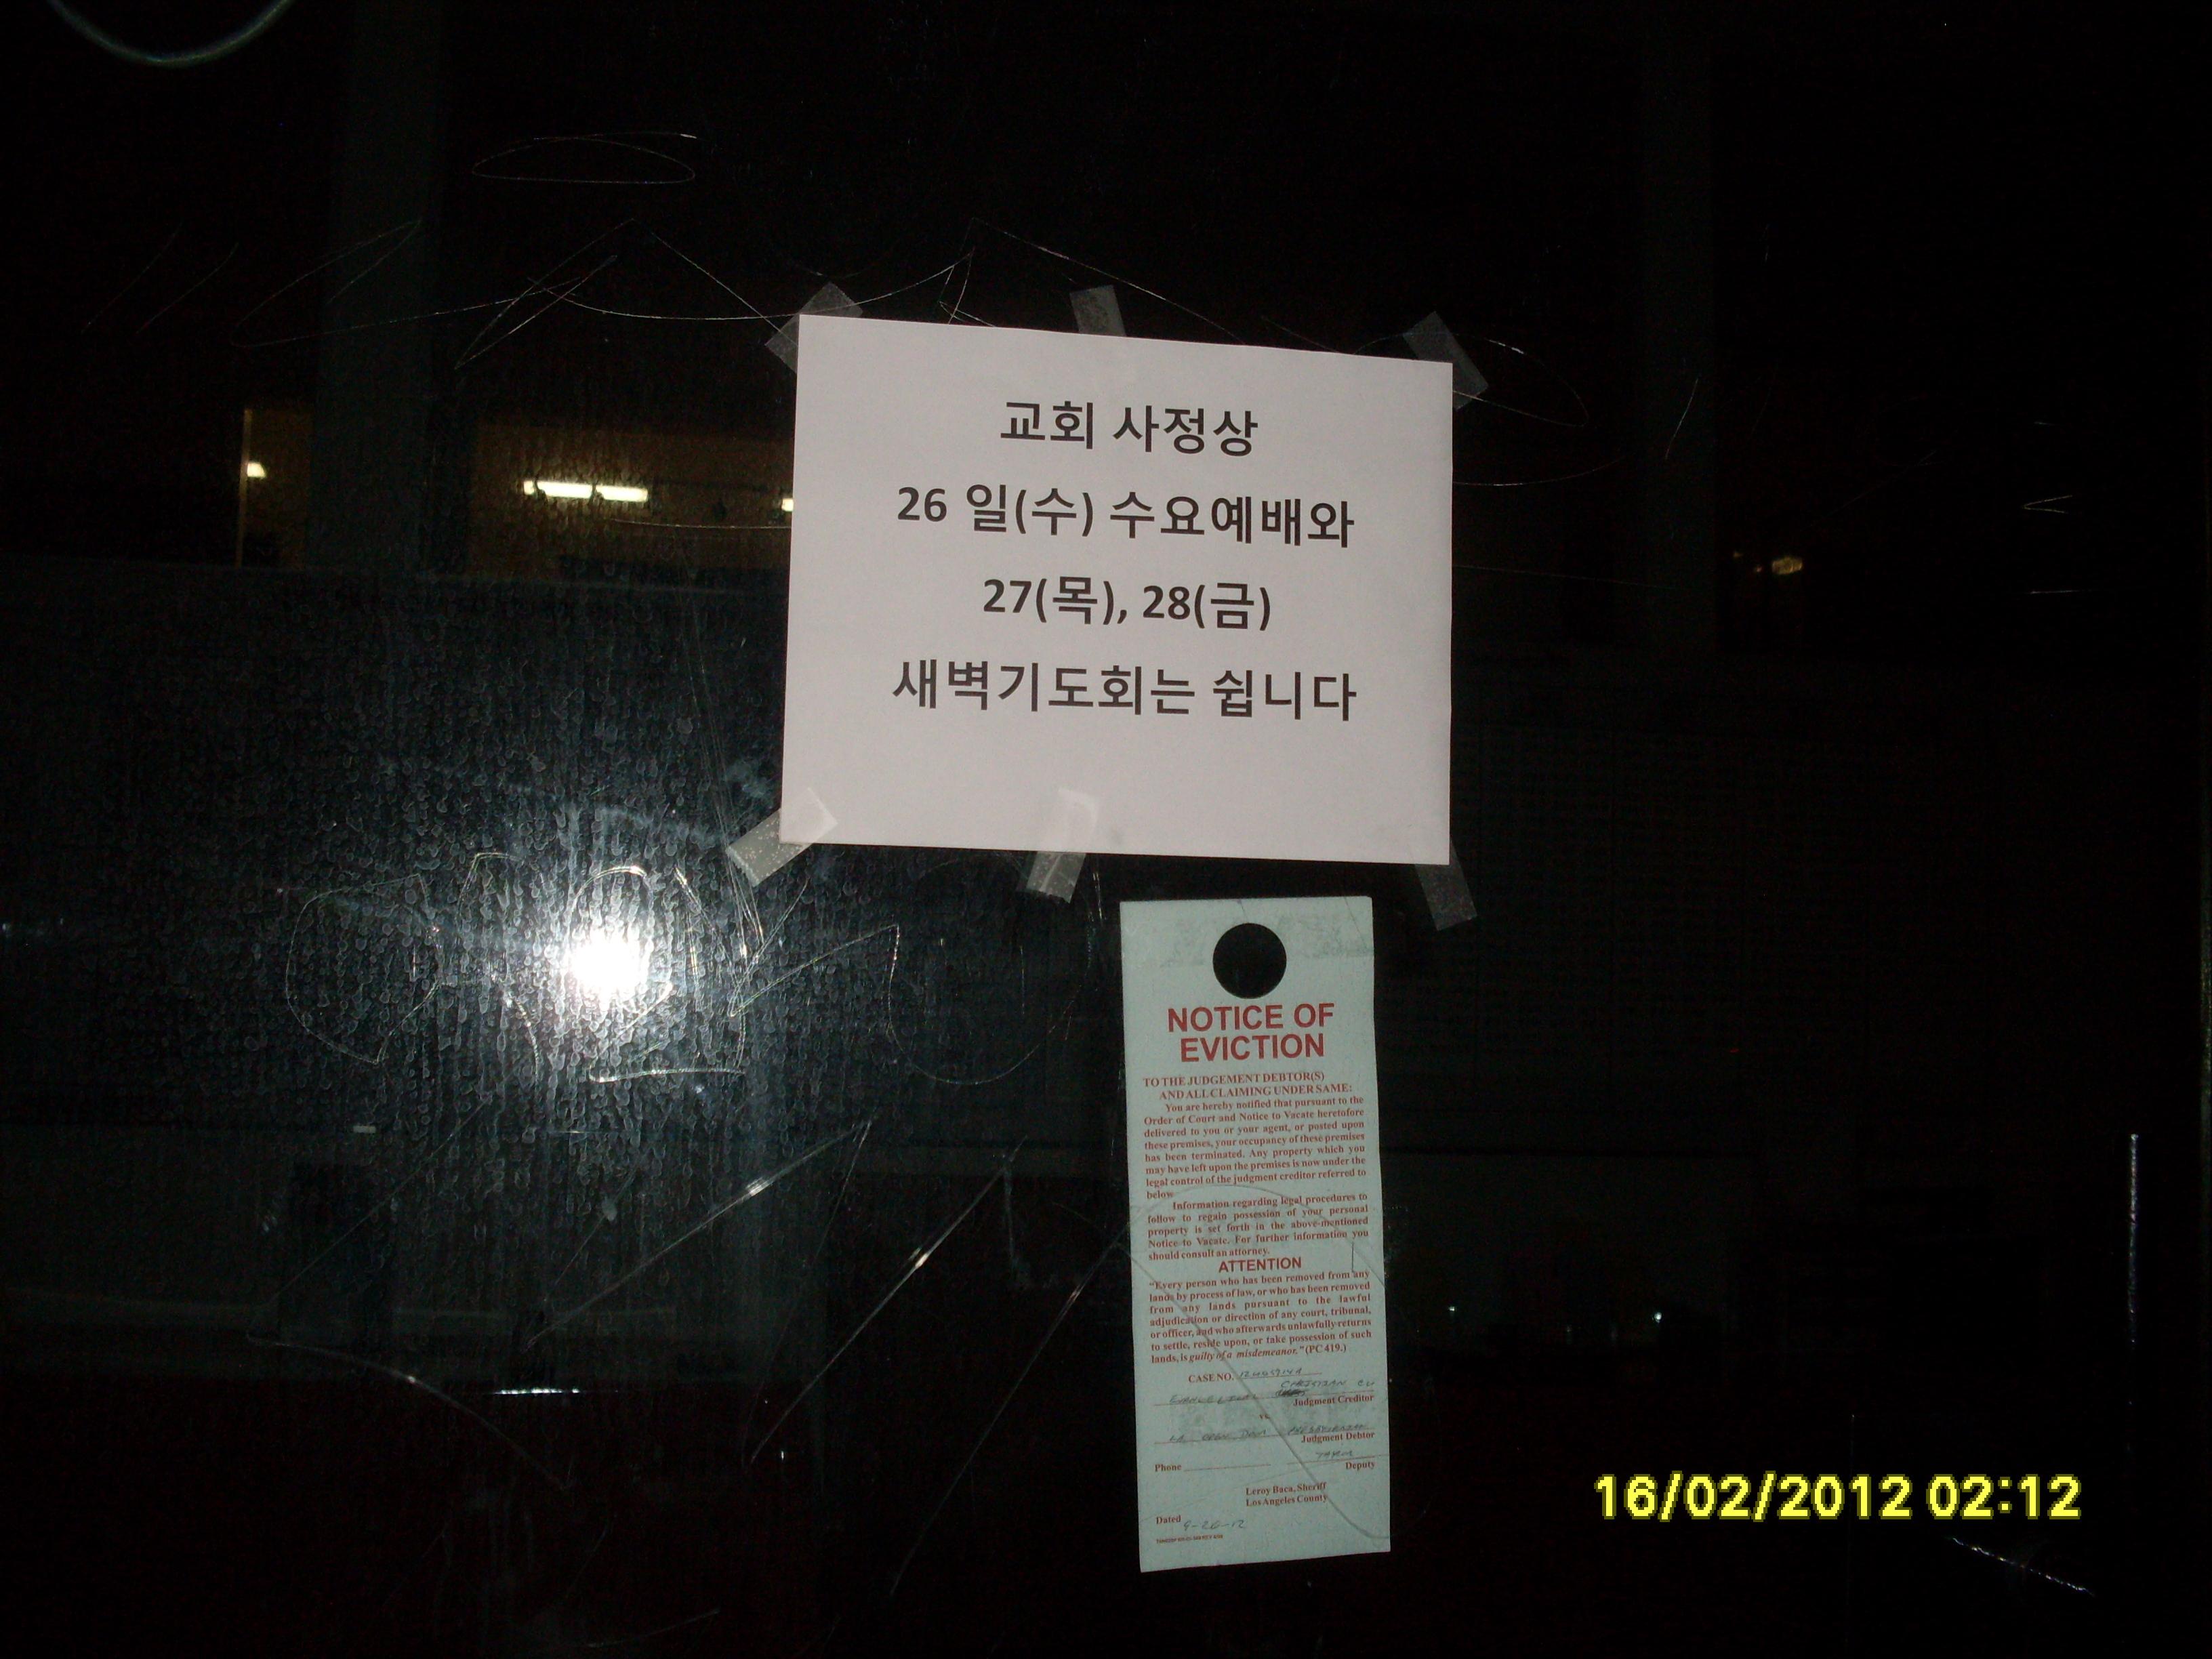 교회 사정상
26 일(수) 수요예배와
27(목), 28(금)
새벽기도회는 쉽니다
NOTICE OF
EVICTION
TO THE JUDGEMENT DEBTOR(S)
AND ALL CLAIMING UNDER SAME:
You are hereby notified that pursuant to the
Order of Court and Notice to Vacate heretofore
delivered to you or your agent, or posted upon
these premises, your occupancy of these premises
has been terminated. Any property which you
may have left upon the premises is now under the
legal control of the judgment creditor referred to
below
Information regarding legal procedures to
follow to regain possession of your personal
property is set forth in the above-mentioned
Notice to Vacate. For further information you
should consult an attorney.
ATTENTION
"Every person who has been removed from any
lands by process of law, or who has been removed
from any lands pursuant to the lawful
adjudication or direction of any court, tribunal,
or officer, and who afterwards unlawfully returns
to settle, reside upon, or take possession of such
lands, is guilty of a misdemeanor." (PC 419.)
CASE NO.
CHRISTIAN
Judgment Creditor
vs.
Judgment Debtor
Phone
Deputy
Leroy Baca, Sheriff
Los Angeles County
Dated 9-26-12
16/02/2012 02:12